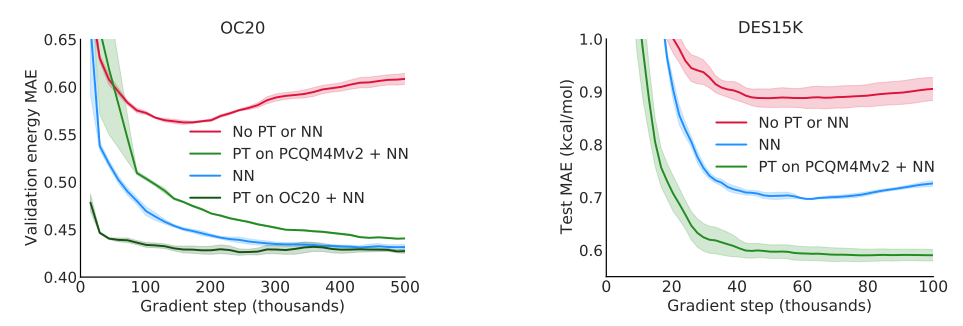 OC20
Validation energy MAE
0.65
0.60
0.55
0.50
0.45
0.40
No PT or NN
PT on PCQM4Mv2 + NN
NN
PT on OC20 + NN
0 100 200 300 400 500
Gradient step (thousands)
DES15K
Test MAE (kcal/mol)
1.0
0.9
0.8
0.7
0.6
No PT or NN
NN
PT on PCQM4Mv2 + NN
0 20 40 60 80 100
Gradient step (thousands)